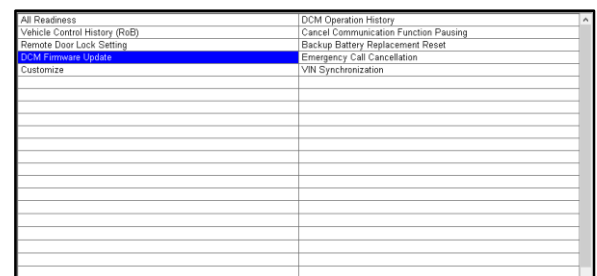 All Readiness
DCM Operation History
Vehicle Control History (RoB)
Cancel Communication Function Pausing
Remote Door Lock Setting
Backup Battery Replacement Reset
DCM Firmware Update
Emergency Call Cancellation
Customize
VIN Synchronization